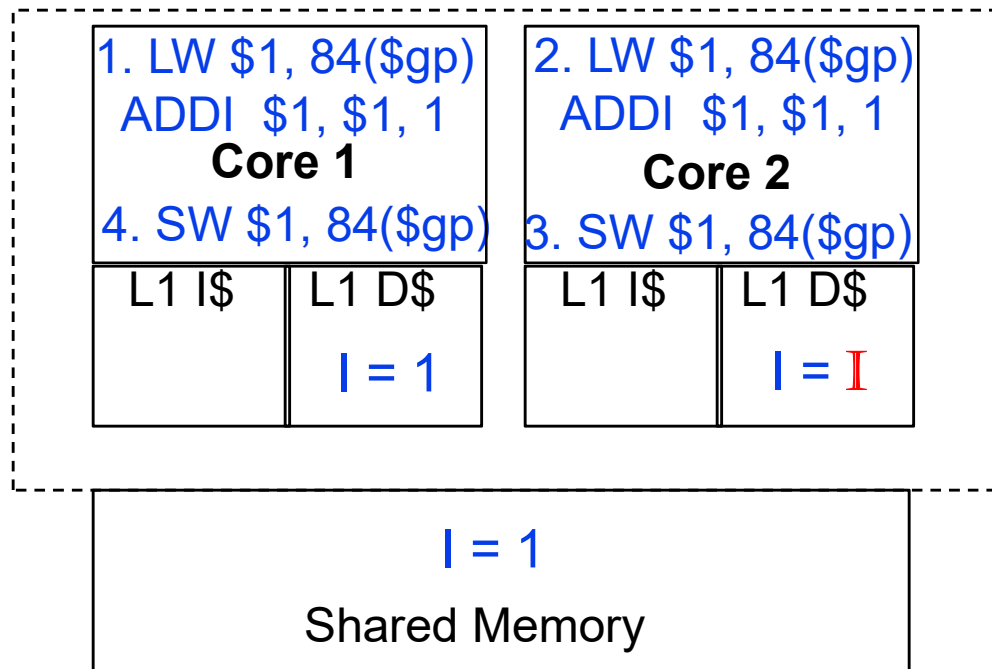 1. LW $1, 84($gp)
ADDI $1, $1, 1
Core 1
4. SW $1, 84($gp)
L1 I$
L1 D$
I = 1
2. LW $1, 84($gp)
ADDI $1, $1, 1
Core 2
3. SW $1, 84($gp)
L1 I$
L1 D$
I = 𝕀
I = 1
Shared Memory